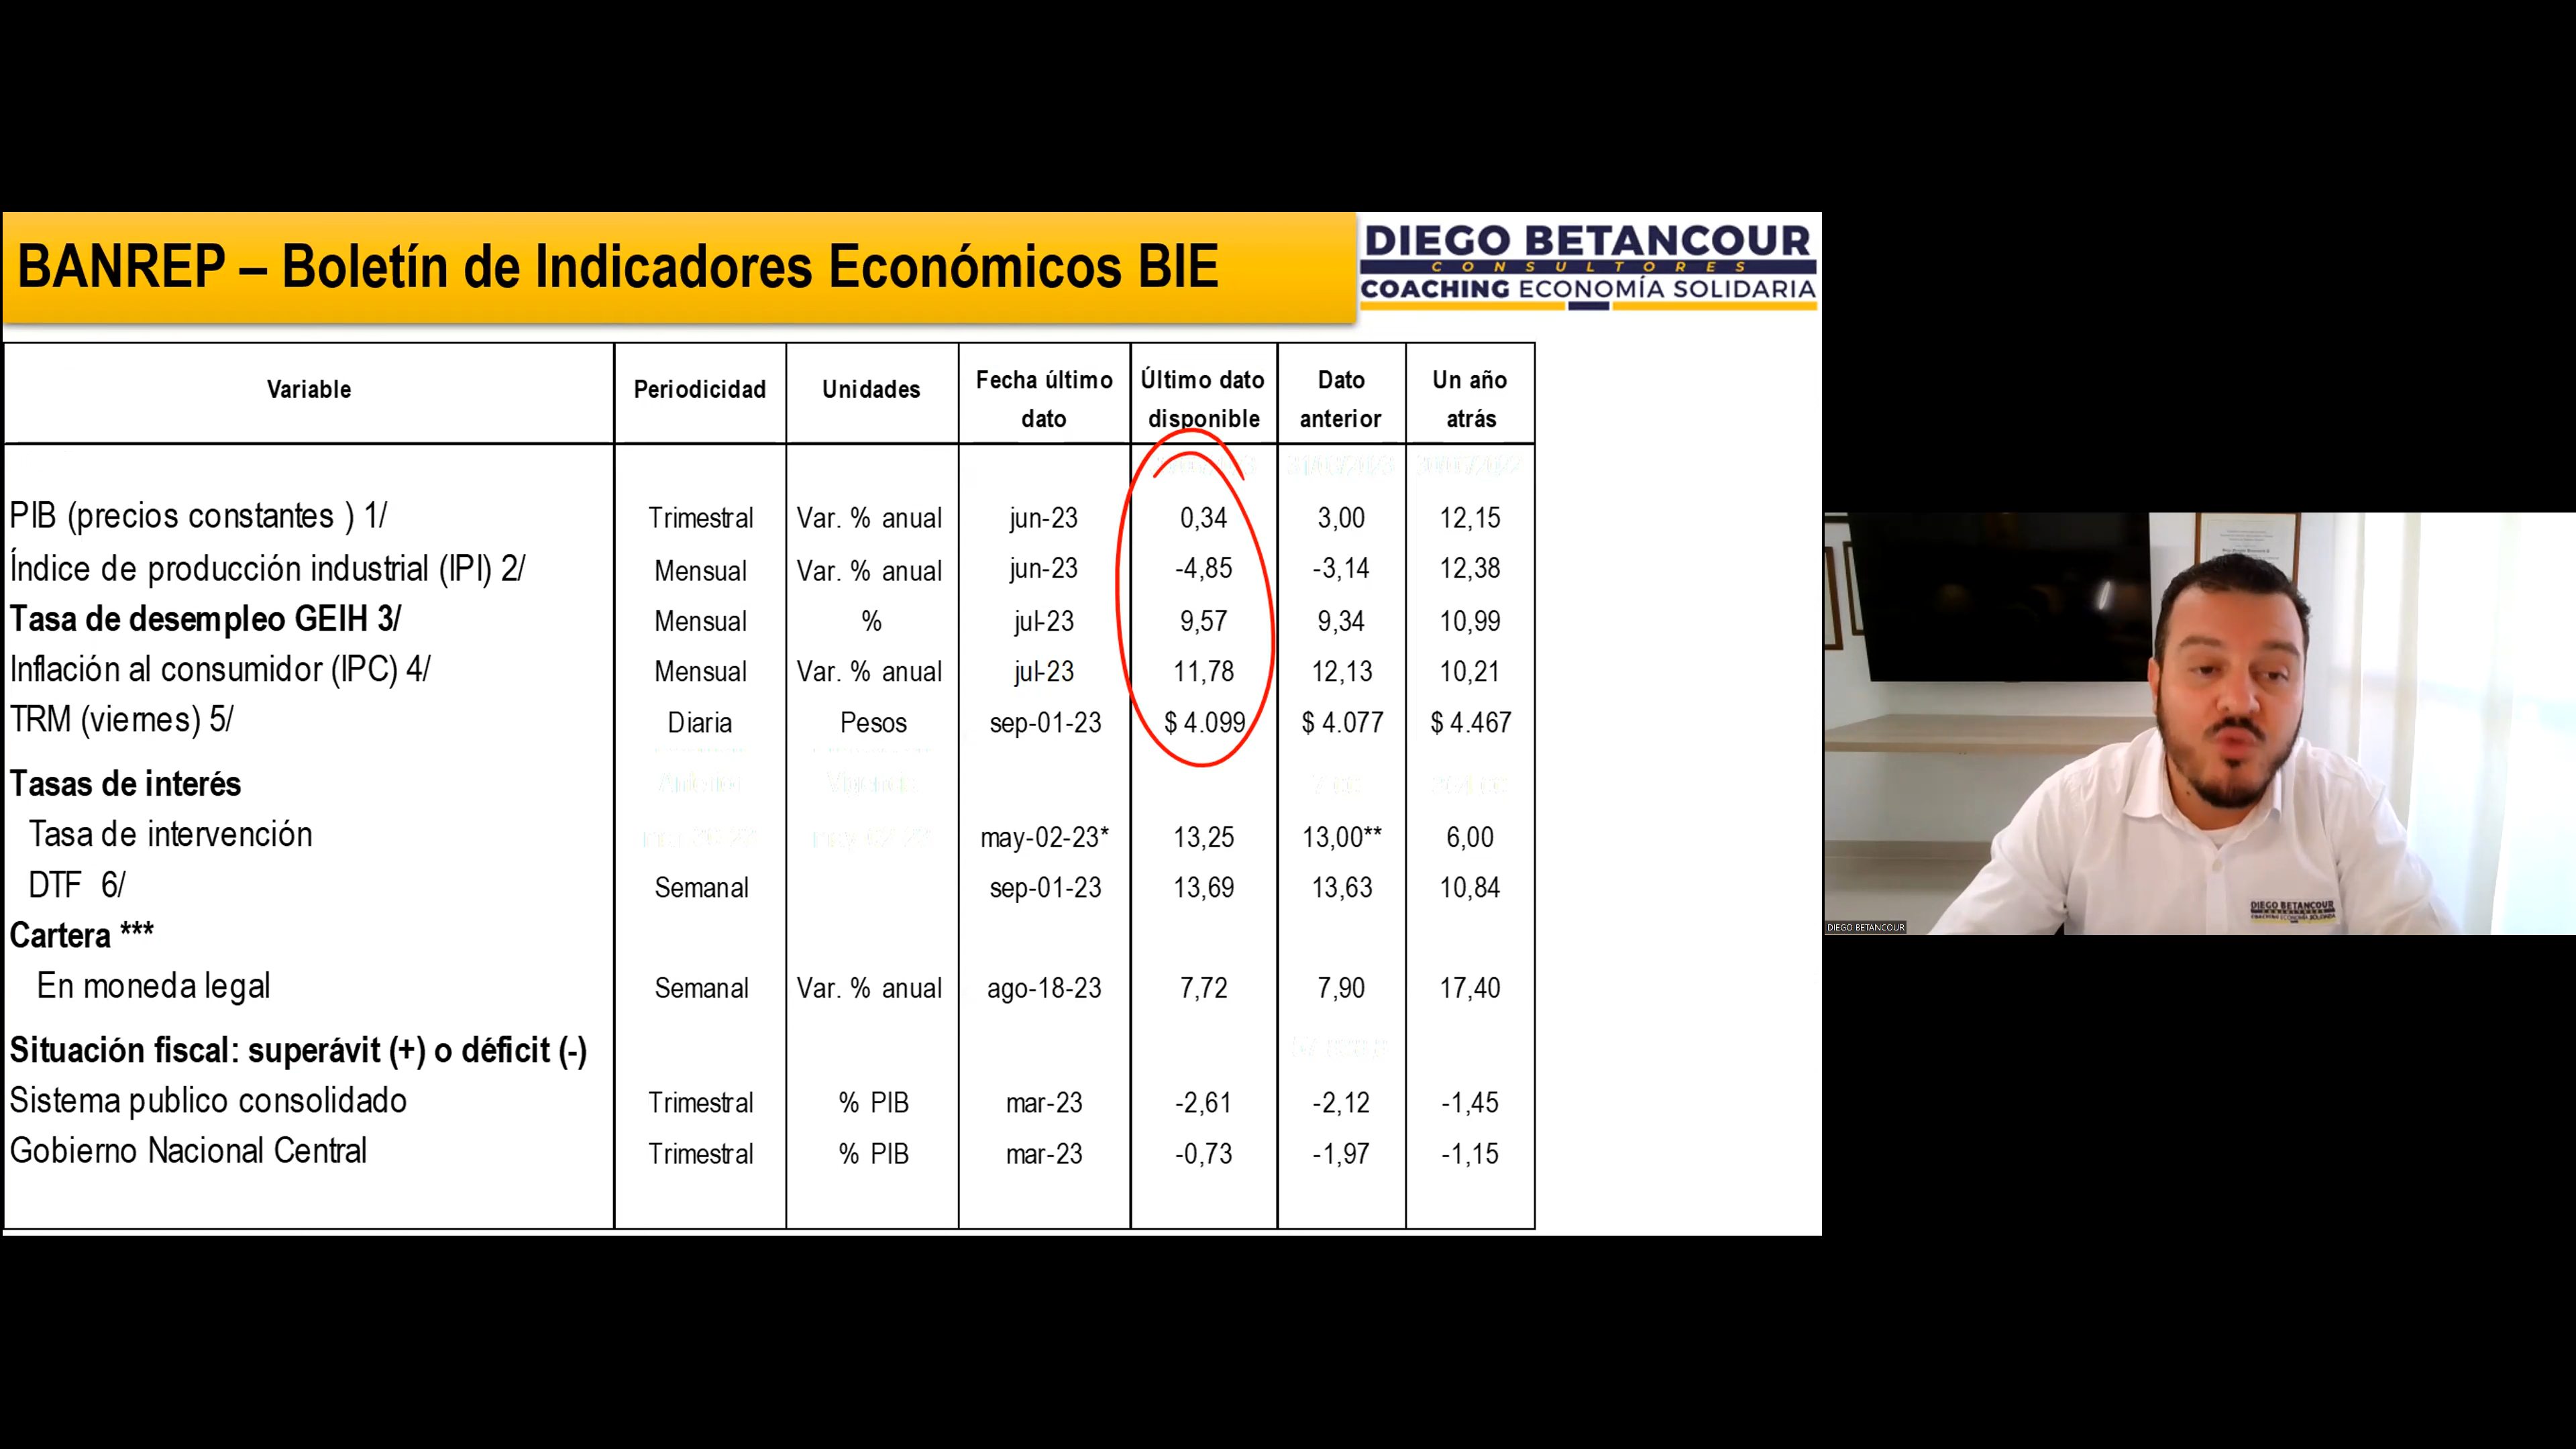 BANREP – Boletín de Indicadores Económicos BIE
DIEGO BETANCOUR
CONSULTORES
COACHING ECONOMÍA SOLIDARIA
Variable Periodicidad Unidades Fecha último dato Último dato disponible Dato anterior Un año atrás
PIB (precios constantes ) 1/ Trimestral Var. % anual jun-23 0,34 3,00 12,15
Índice de producción industrial (IPI) 2/ Mensual Var. % anual jun-23 -4,85 -3,14 12,38
Tasa de desempleo GEIH 3/ Mensual % jul-23 9,57 9,34 10,99
Inflación al consumidor (IPC) 4/ Mensual Var. % anual jul-23 11,78 12,13 10,21
TRM (viernes) 5/ Diaria Pesos sep-01-23 $ 4.099 $ 4.077 $ 4.467
Tasas de interés
Tasa de intervención may-02-23* 13,25 13,00** 6,00
DTF 6/ Semanal sep-01-23 13,69 13,63 10,84
Cartera ***
En moneda legal Semanal Var. % anual ago-18-23 7,72 7,90 17,40
Situación fiscal: superávit (+) o déficit (-)
Sistema publico consolidado Trimestral % PIB mar-23 -2,61 -2,12 -1,45
Gobierno Nacional Central Trimestral % PIB mar-23 -0,73 -1,97 -1,15
DIEGO BETANCOUR
COACHING ECONOMÍA SOLIDARIA
DIEGO BETANCOUR